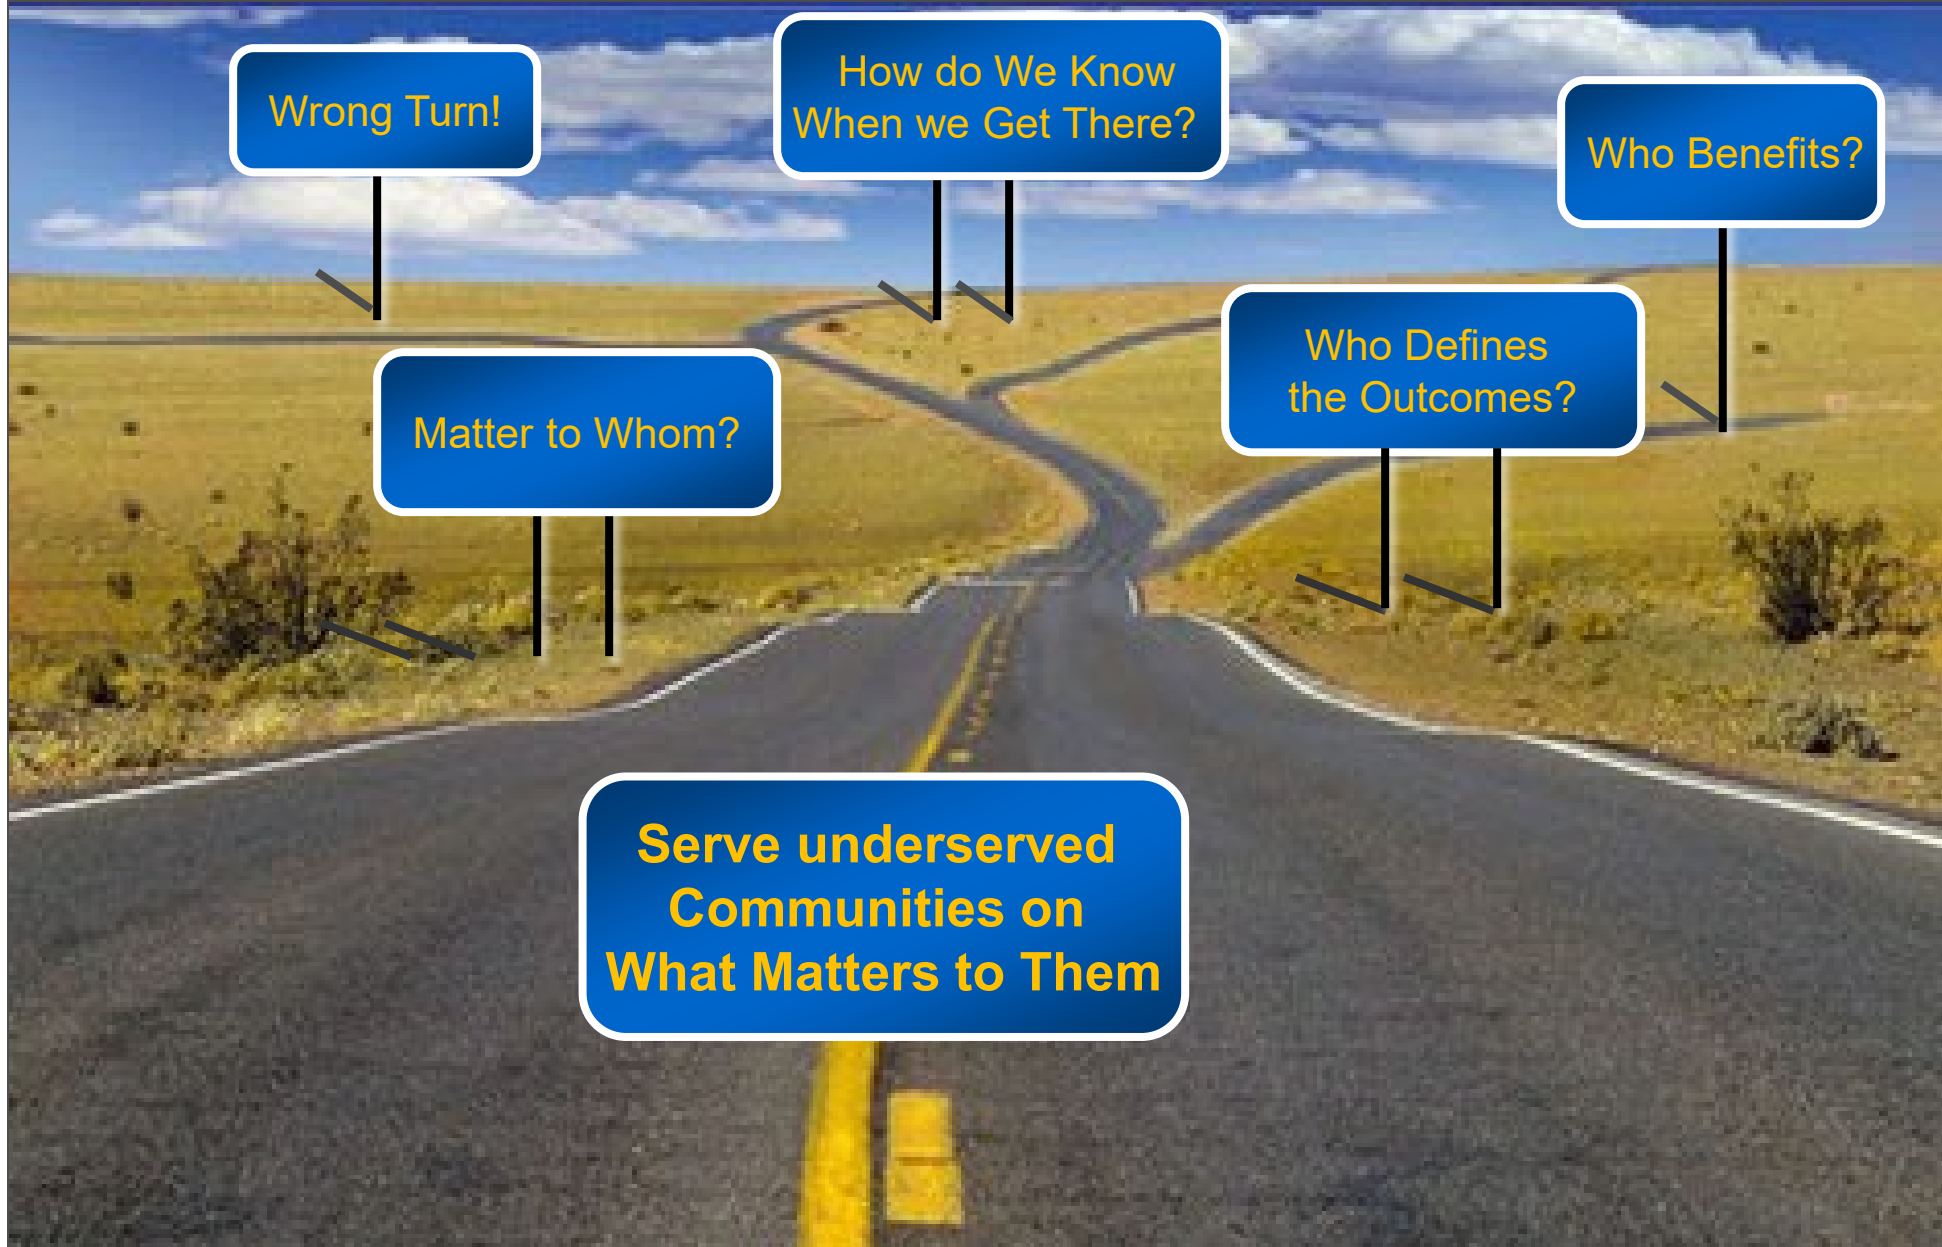 Wrong Turn!
How do We Know
When we Get There?
Who Benefits?
Who Defines
the Outcomes?
Matter to Whom?
Serve underserved
Communities on
What Matters to Them